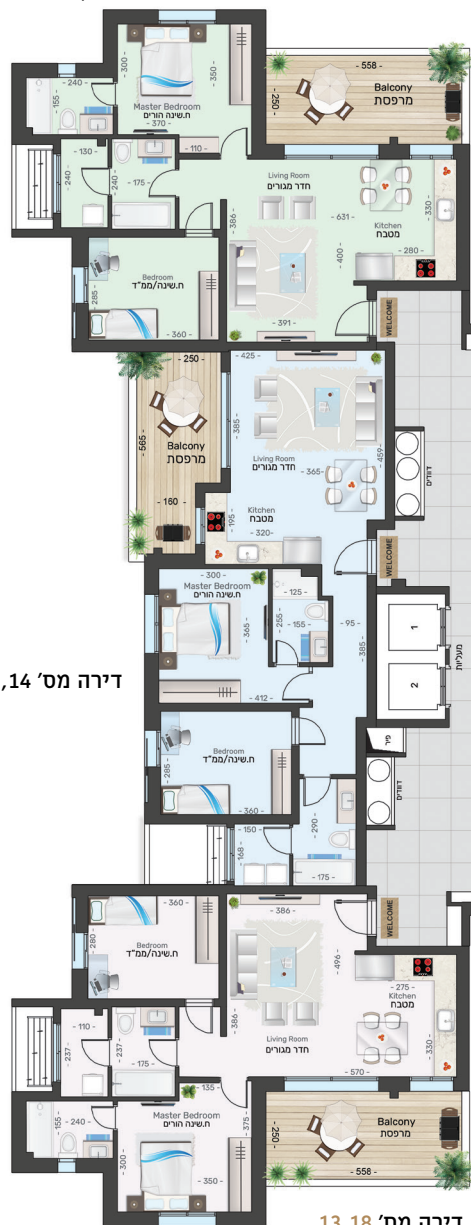 - 558 -
Balcony
מרפסת
- 250 -
- 240 -
- 155 -
- 300 -
- 350 -
Master Bedroom
ח.שינה הורים
- 370 -
- 110 -
- 130 -
- 240 -
- 240 -
- 175 -
Living Room
חדר מגורים
- 386 -
- 631 -
- 330 -
Kitchen
מטבח
- 280 -
- 400 -
Bedroom
ח.שינה/ממ"ד
- 285 -
- 360 -
- 391 -
WELCOME
- 250 -
- 425 -
- 385 -
- 565 -
Balcony
מרפסת
- 459 -
Living Room
חדר מגורים
- 365 -
דוודים
- 160 -
Kitchen
מטבח
- 195 -
- 320 -
WELCOME
- 300 -
Master Bedroom
ח.שינה הורים
- 125 -
- 365 -
- 255 -
- 155 -
- 95 -
- 385 -
1
מעליות
2
דירה מס' 14,
- 412 -
Bedroom
ח.שינה/ממ"ד
- 285 -
- 360 -
פיר
דוודים
- 150 -
- 290 -
- 168 -
- 175 -
- 360 -
- 386 -
WELCOME
- 280 -
Bedroom
ח.שינה/ממ"ד
- 496 -
- 275 -
Kitchen
מטבח
- 110 -
- 237 -
- 237 -
- 175 -
- 386 -
Living Room
חדר מגורים
- 330 -
- 570 -
- 135 -
- 155 -
- 240 -
Master Bedroom
ח.שינה הורים
- 375 -
- 300 -
- 350 -
Balcony
מרפסת
- 250 -
- 558 -
דירה מס' 13,18